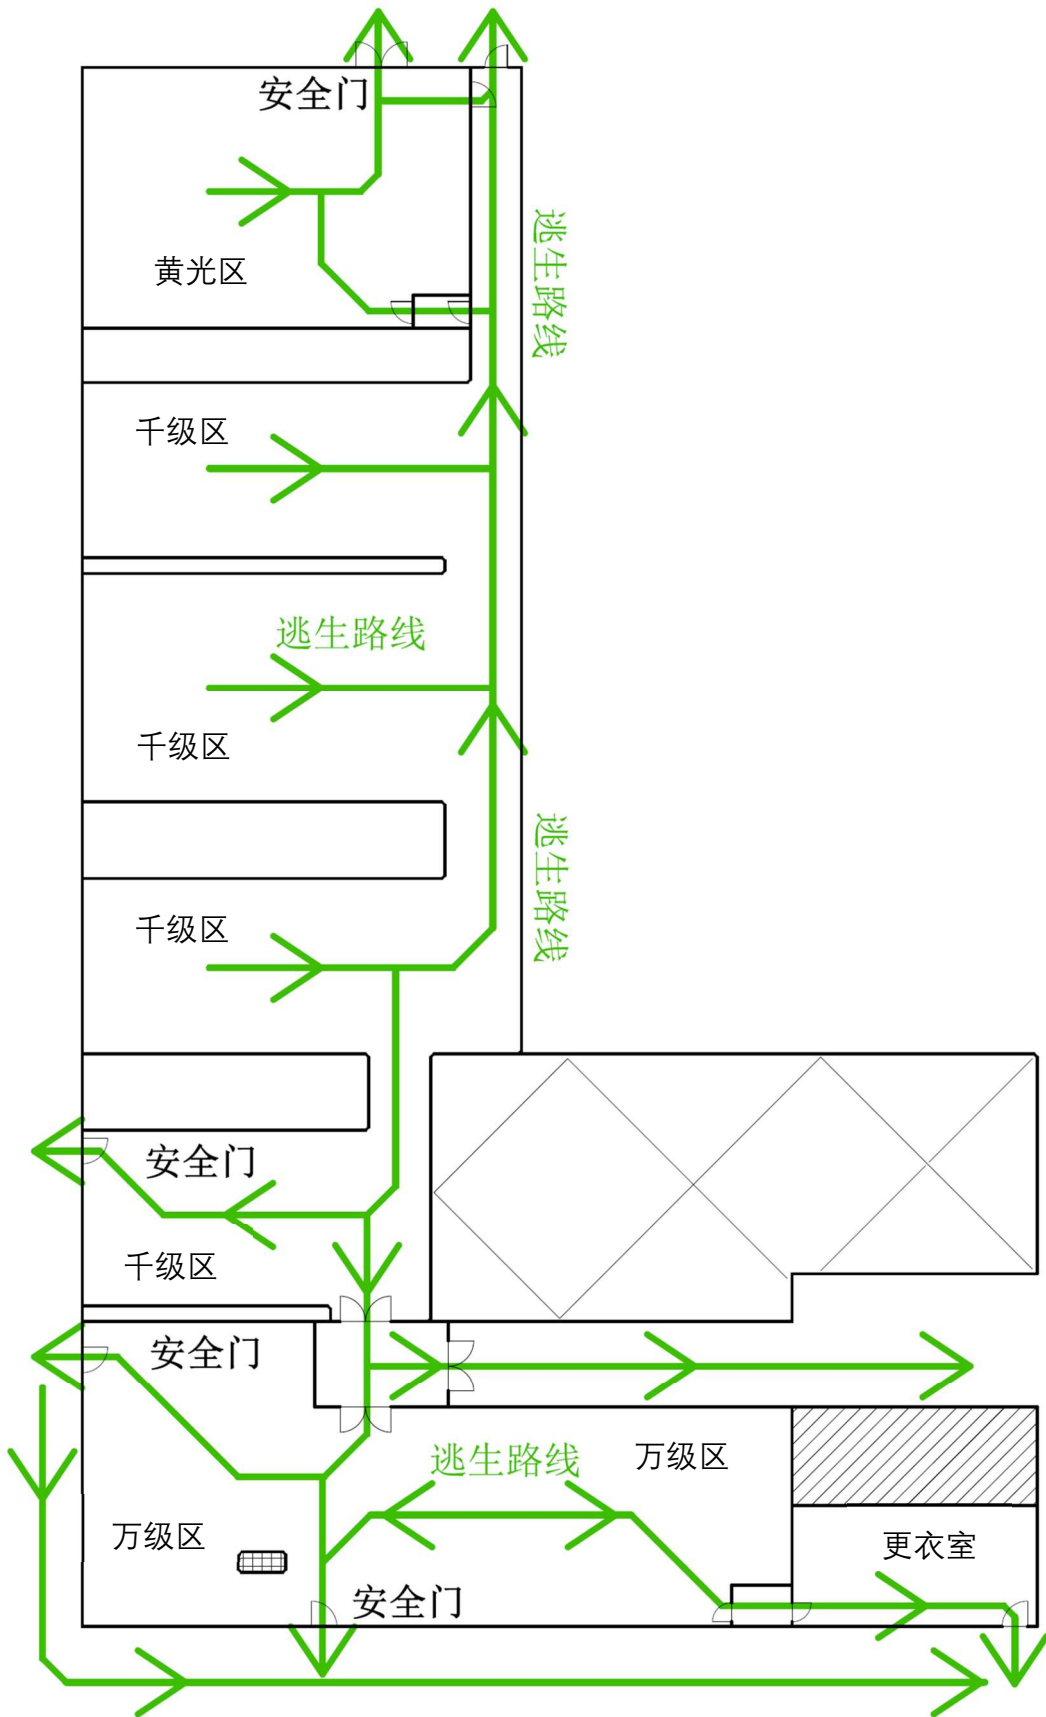 安全门
逃生路线
黄光区
千级区
逃生路线
千级区
逃生路线
千级区
安全门
千级区
安全门
逃生路线
万级区
万级区
更衣室
安全门